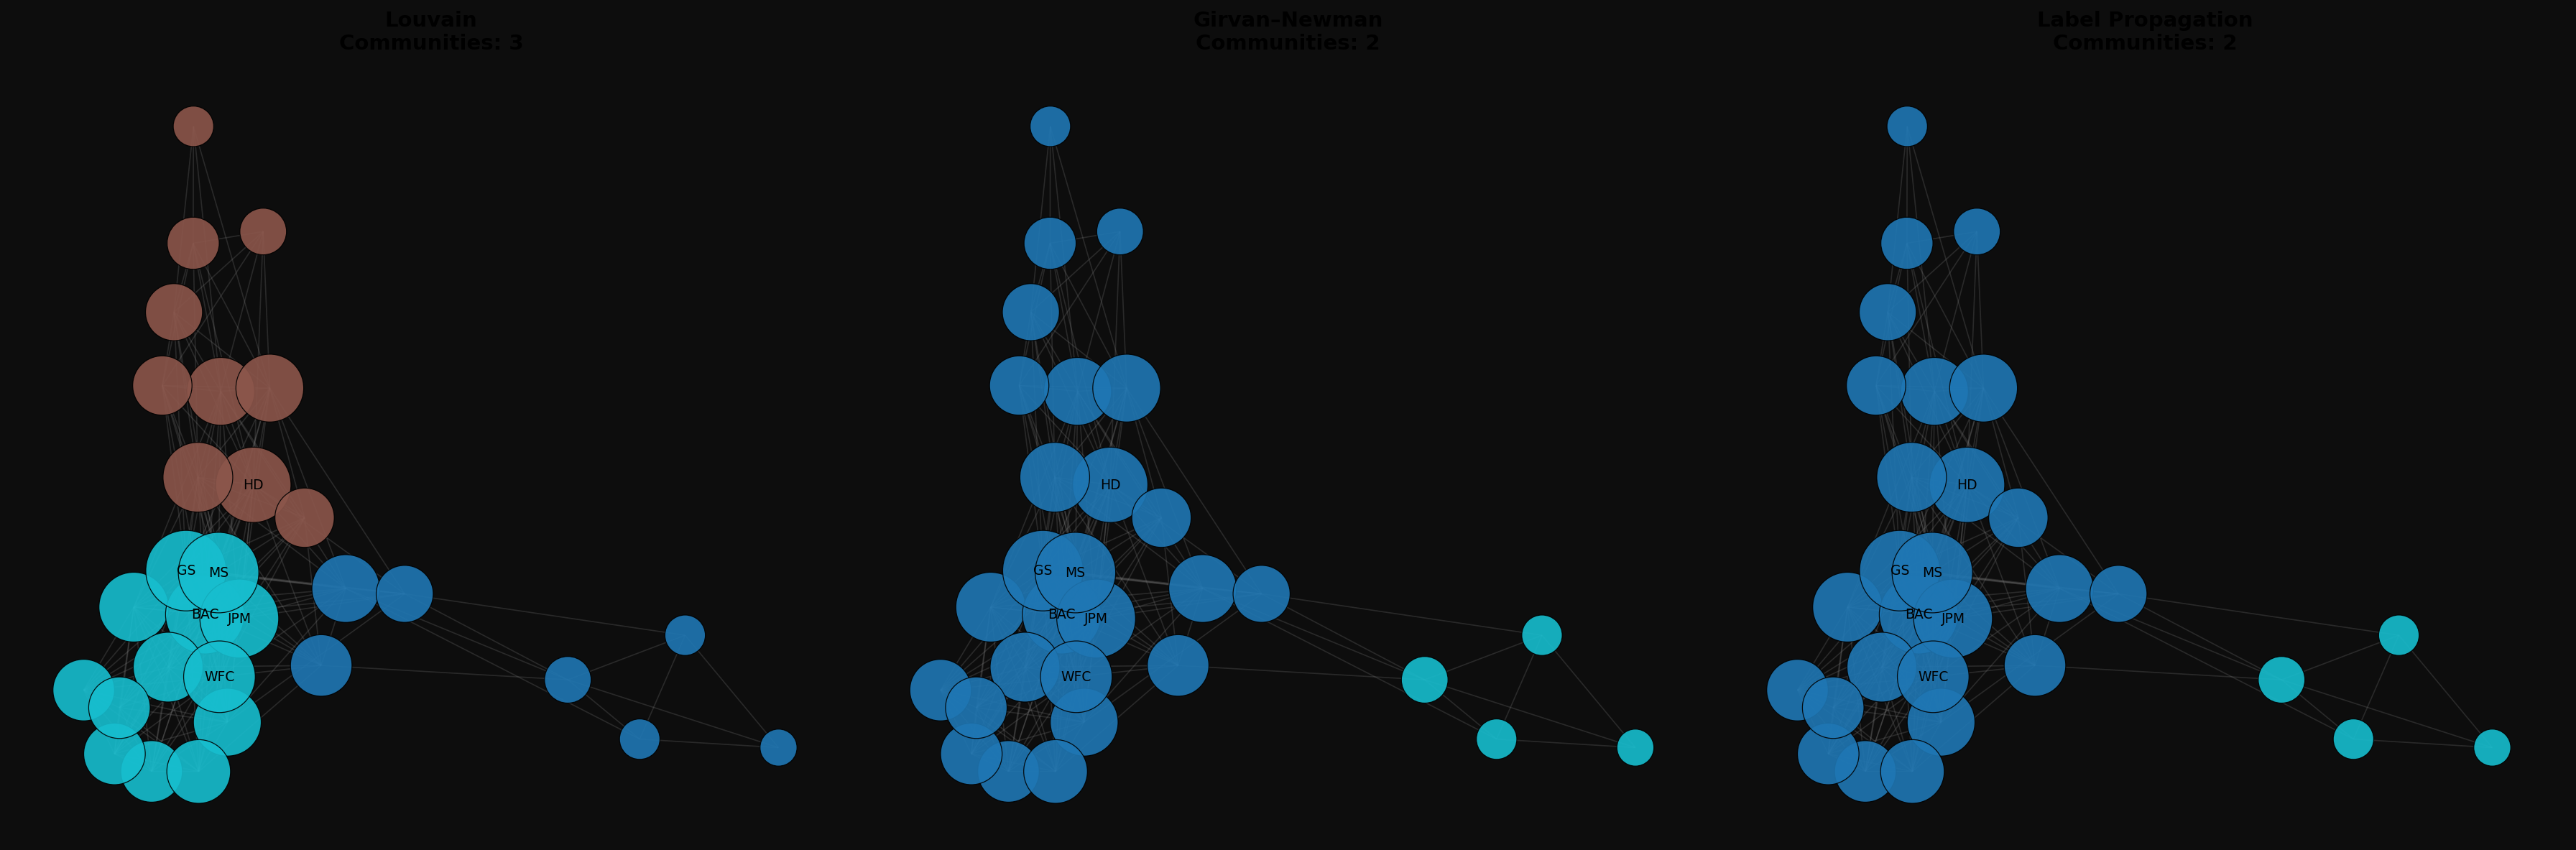 Louvain
Communities: 3
HD
GS
MS
BAC
JPM
WFC
Girvan–Newman
Communities: 2
HD
GS
MS
BAC
JPM
WFC
Label Propagation
Communities: 2
HD
GS
MS
BAC
JPM
WFC